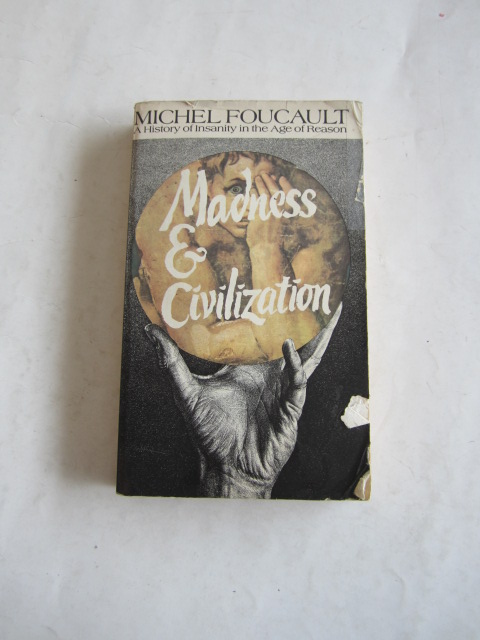 MICHEL FOUCAULT
A History of Insanity in the Age of Reason
Madness
&
Civilization